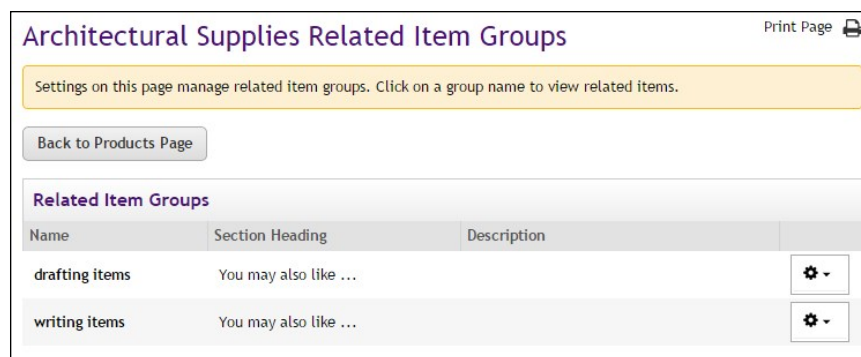 Architectural Supplies Related Item Groups
Print Page
Settings on this page manage related item groups. Click on a group name to view related items.
Back to Products Page
Related Item Groups
Name Section Heading Description
drafting items You may also like ...
writing items You may also like ...